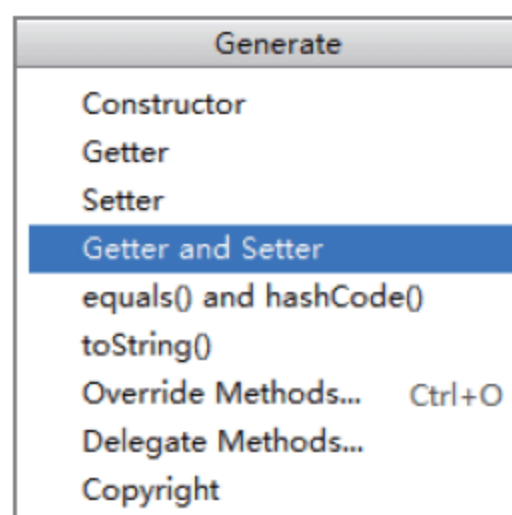 Generate
Constructor
Getter
Setter
Getter and Setter
equals() and hashCode()
toString()
Override Methods... Ctrl+O
Delegate Methods...
Copyright